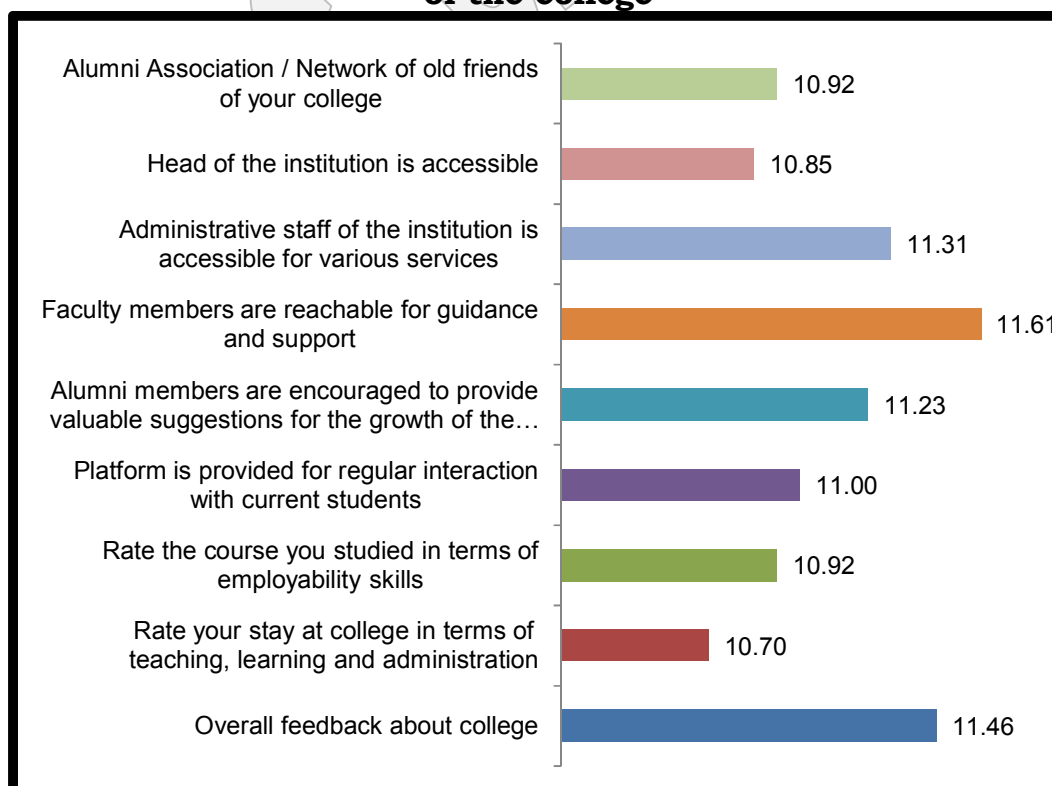 of the college
Alumni Association / Network of old friends
of your college
10.92
Head of the institution is accessible
10.85
Administrative staff of the institution is
accessible for various services
11.31
Faculty members are reachable for guidance
and support
11.61
Alumni members are encouraged to provide
valuable suggestions for the growth of the…
11.23
Platform is provided for regular interaction
with current students
11.00
Rate the course you studied in terms of
employability skills
10.92
Rate your stay at college in terms of
teaching, learning and administration
10.70
Overall feedback about college
11.46